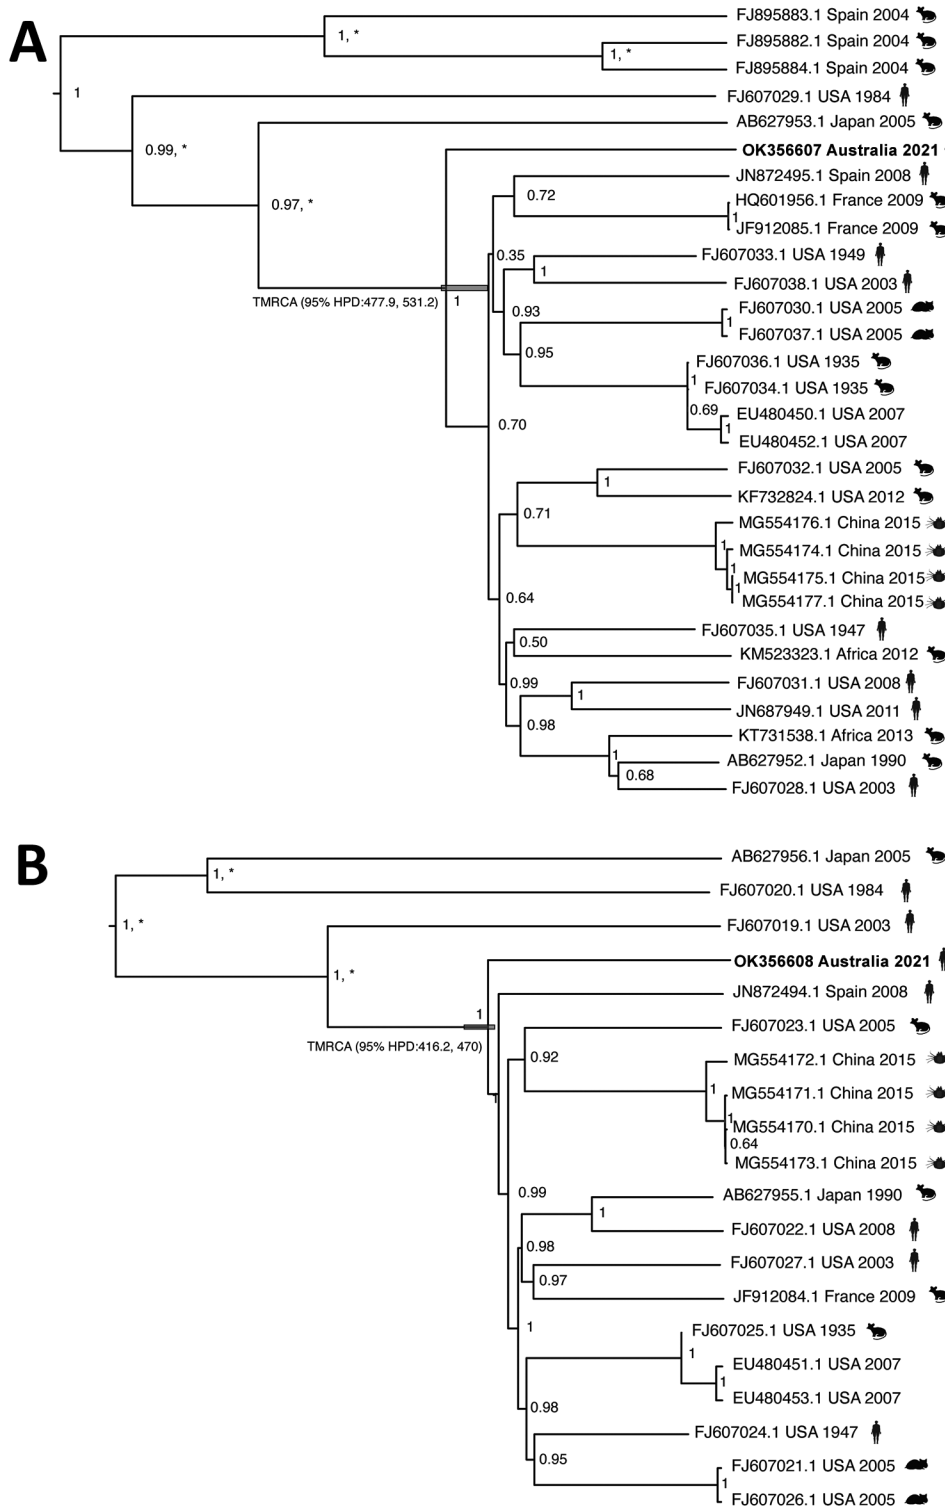 A
FJ895883.1 Spain 2004
1, *
FJ895882.1 Spain 2004
1, *
FJ895884.1 Spain 2004
1
FJ607029.1 USA 1984
AB627953.1 Japan 2005
0.99, *
OK356607 Australia 2021
JN872495.1 Spain 2008
0.72
HQ601956.1 France 2009
0.97, *
1
JF912085.1 France 2009
0.35
FJ607033.1 USA 1949
1
FJ607038.1 USA 2003
TMRCA (95% HPD:477.9, 531.2)
1
0.93
FJ607030.1 USA 2005
1
FJ607037.1 USA 2005
0.95
FJ607036.1 USA 1935
1
FJ607034.1 USA 1935
0.69
EU480450.1 USA 2007
0.70
1
EU480452.1 USA 2007
FJ607032.1 USA 2005
1
KF732824.1 USA 2012
0.71
MG554176.1 China 2015
1
MG554174.1 China 2015
1
MG554175.1 China 2015
1
MG554177.1 China 2015
0.64
FJ607035.1 USA 1947
0.50
KM523323.1 Africa 2012
0.99
FJ607031.1 USA 2008
1
JN687949.1 USA 2011
0.98
KT731538.1 Africa 2013
1
AB627952.1 Japan 1990
0.68
FJ607028.1 USA 2003
B
AB627956.1 Japan 2005
1, *
FJ607020.1 USA 1984
1, *
FJ607019.1 USA 2003
OK356608 Australia 2021
1, *
JN872494.1 Spain 2008
1
FJ607023.1 USA 2005
TMRCA (95% HPD:416.2, 470)
0.92
MG554172.1 China 2015
1
1
MG554171.1 China 2015
1
MG554170.1 China 2015
0.64
MG554173.1 China 2015
0.99
AB627955.1 Japan 1990
1
FJ607022.1 USA 2008
0.98
FJ607027.1 USA 2003
0.97
JF912084.1 France 2009
1
FJ607025.1 USA 1935
1
EU480451.1 USA 2007
1
EU480453.1 USA 2007
0.98
FJ607024.1 USA 1947
0.95
FJ607021.1 USA 2005
1
FJ607026.1 USA 2005